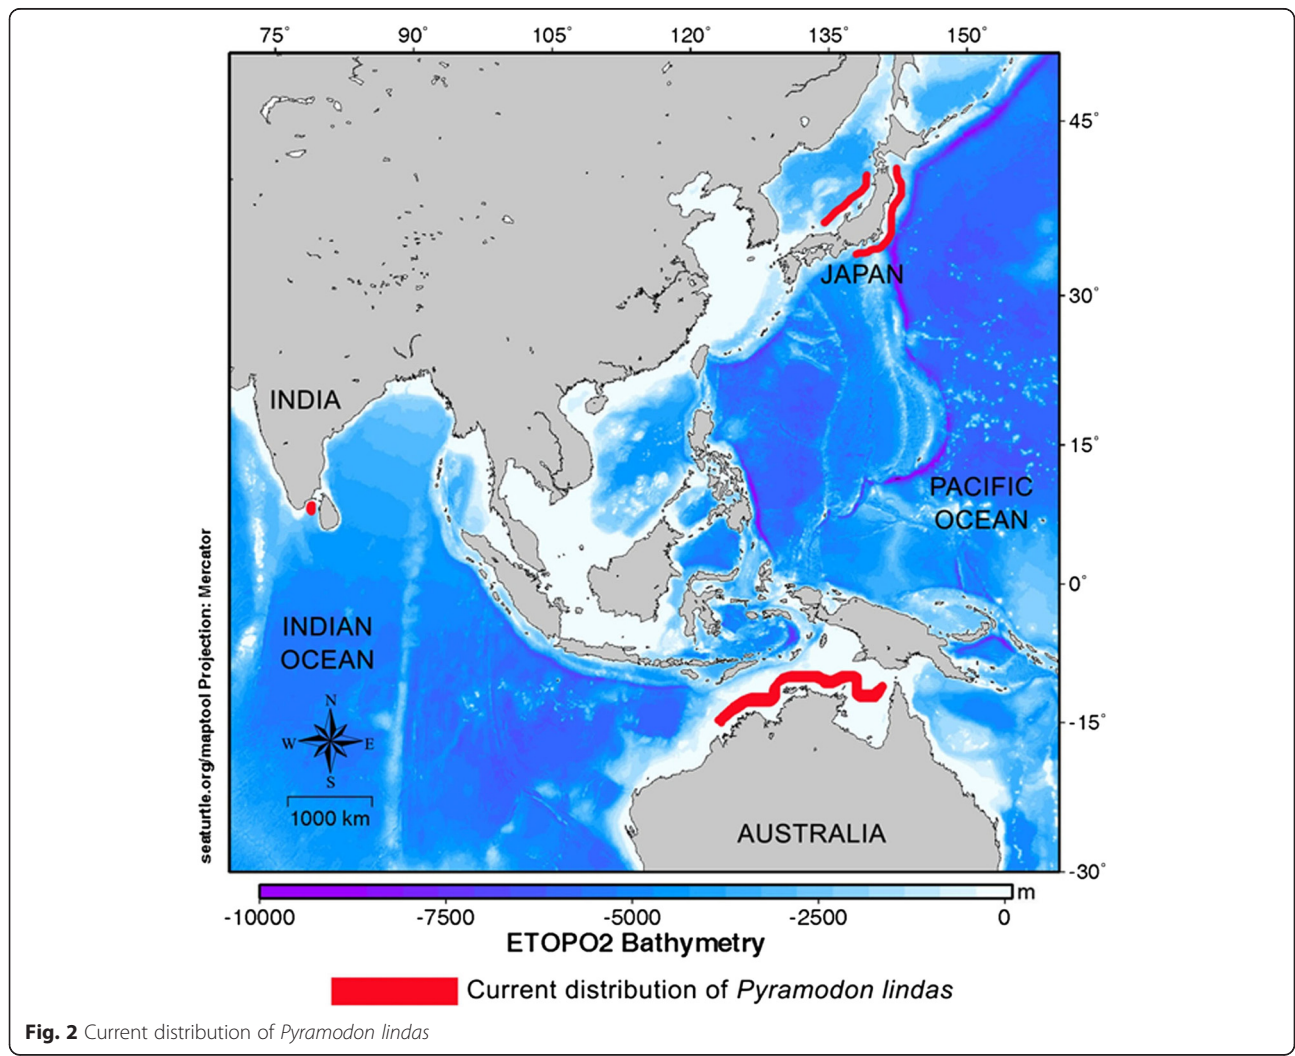 75° 90° 105° 120° 135° 150°
45°
JAPAN
30°
INDIA
15°
PACIFIC
OCEAN
0°
INDIAN
OCEAN
N
W E
S
-15°
1000 km
AUSTRALIA
-30°
seaturtle.org/maptool Projection: Mercator
m
-10000 -7500 -5000 -2500 0
ETOPO2 Bathymetry
Current distribution of Pyramodon lindas
Fig. 2 Current distribution of Pyramodon lindas